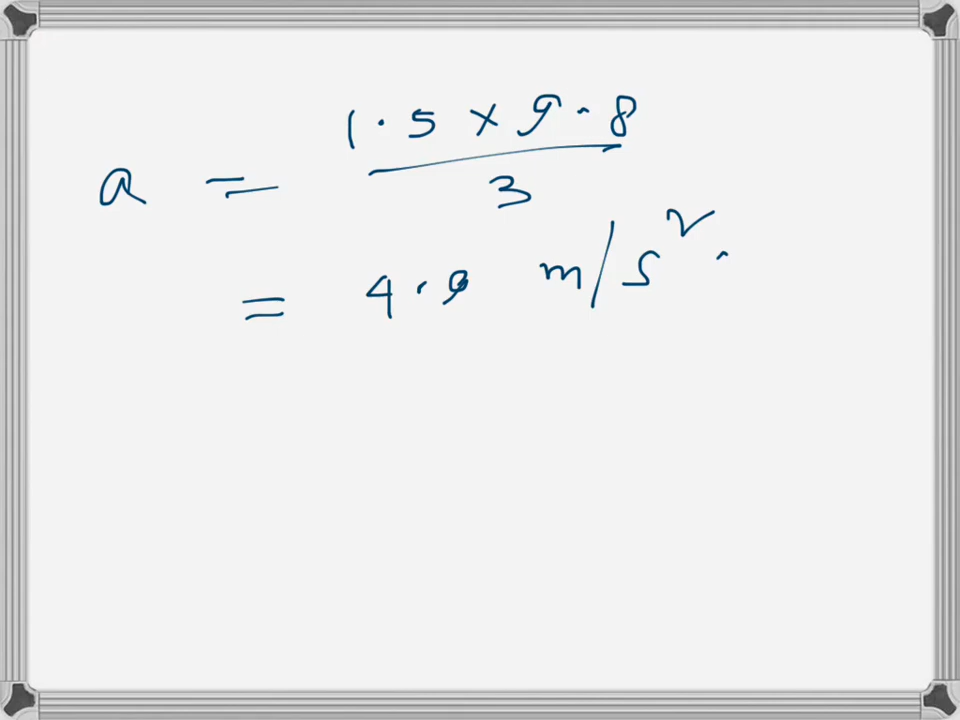 a = 1.5 × 9.8 / 3
= 4.9 m/s².